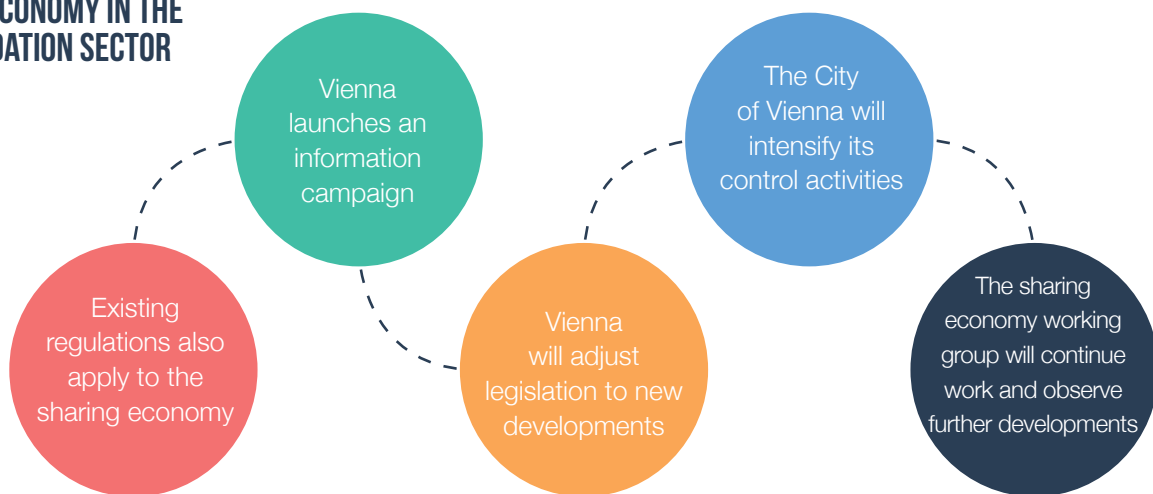 ECONOMY IN THE
DATION SECTOR
Existing
regulations also
apply to the
sharing economy
Vienna
launches an
information
campaign
Vienna
will adjust
legislation to new
developments
The City
of Vienna will
intensify its
control activities
The sharing
economy working
group will continue
work and observe
further developments